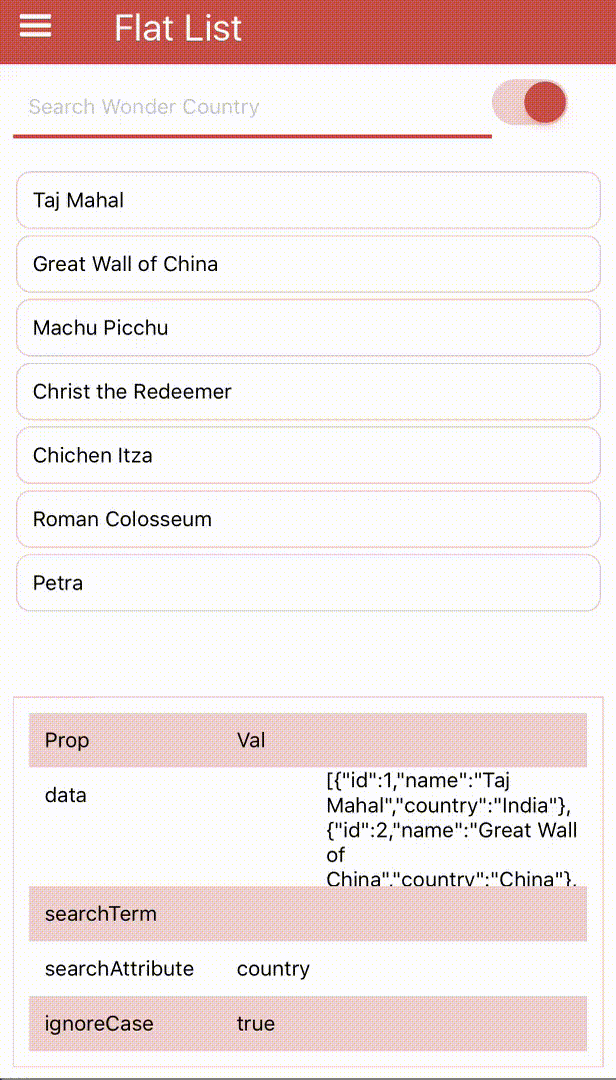 Flat List
Search Wonder Country
Taj Mahal
Great Wall of China
Machu Picchu
Christ the Redeemer
Chichen Itza
Roman Colosseum
Petra
Prop Val
data
[{"id":1,"name":"Taj
Mahal","country":"India"},
{"id":2,"name":"Great Wall
of
China","country":"China"},
searchTerm
searchAttribute country
ignoreCase true